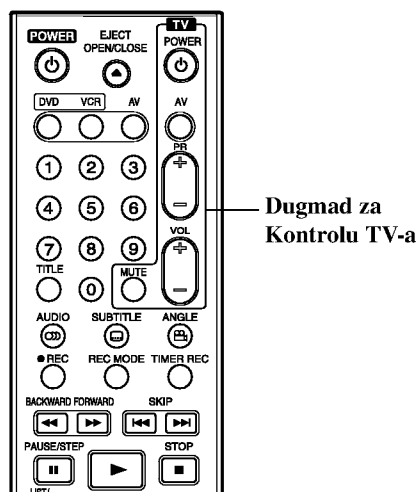 TV
POWER EJECT OPEN/CLOSE POWER
DVD VCR AV AV
PR
1 2 3
4 5 6
VOL
7 8 9
TITLE 0 MUTE
AUDIO SUBTITLE ANGLE
REC REC MODE TIMER REC
BACKWARD FORWARD SKIP
PAUSE/STEP STOP
LIST/
Dugmad za
Kontrolu TV-a